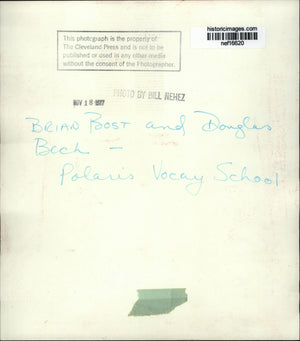 historicimages.com
nef16620
This photograph is the property of
The Cleveland Press and is not to be
published or used in any other media
without the consent of the Photographer.
PHOTO BY BILL NEHEZ
NOV 18 1977
BRIAN POOST and Douglas
Bech –
Polaris Vocay School